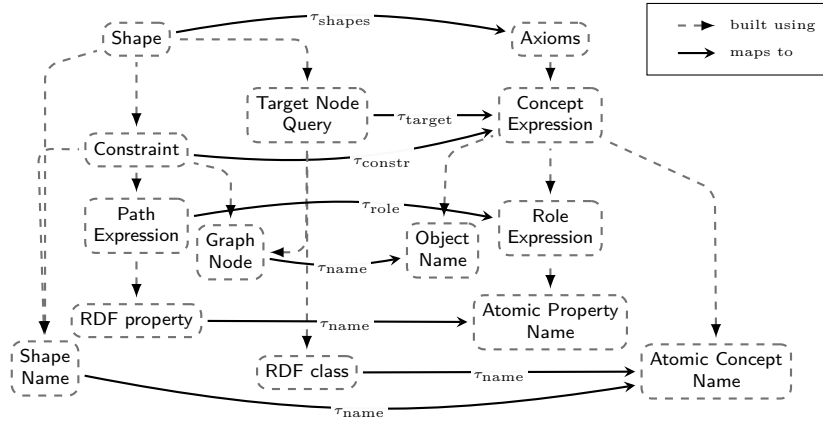 Shape
τshapes
Axioms
built using
maps to
Target Node
Query
τtarget
Concept
Expression
Constraint
τconstr
Path
Expression
τrole
Role
Expression
Graph
Node
τname
Object
Name
RDF property
τname
Atomic Property
Name
Shape
Name
RDF class
τname
Atomic Concept
Name
τname